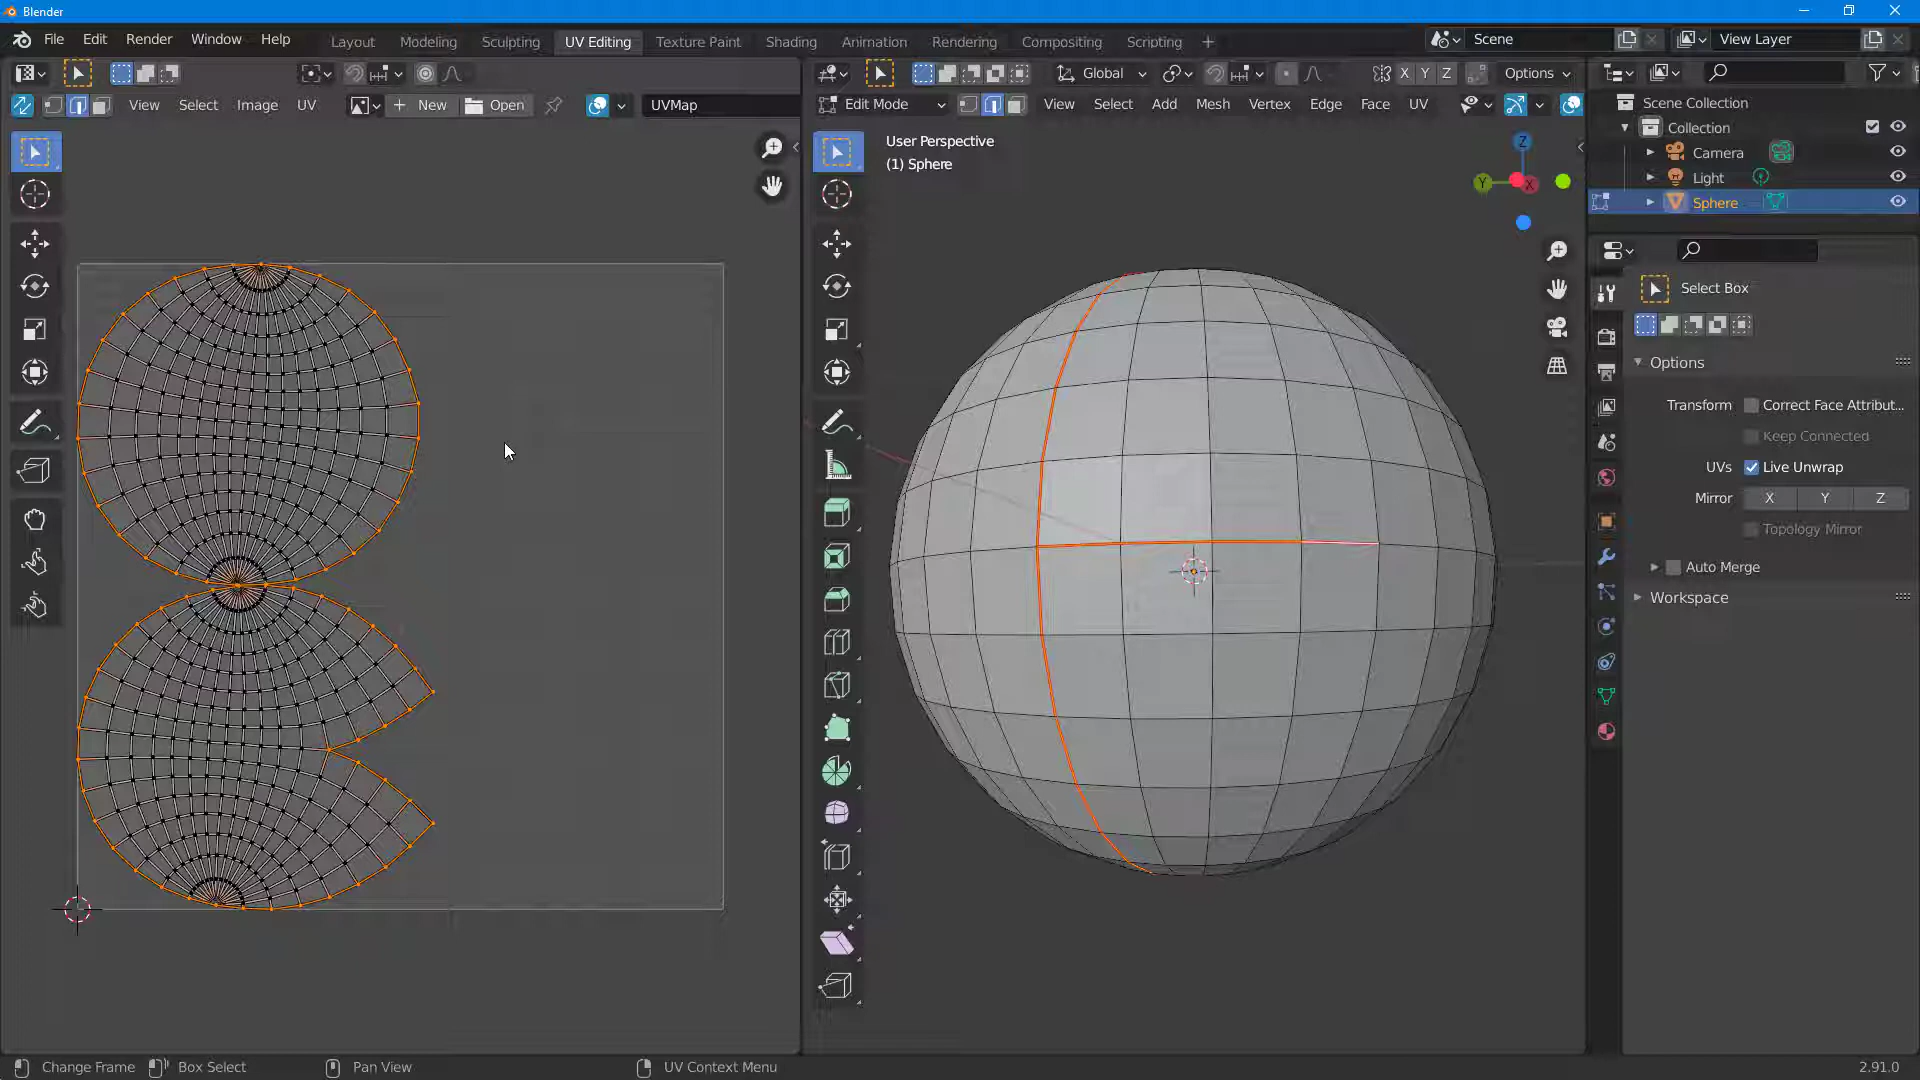 Blender
File Edit Render Window Help
Layout Modeling Sculpting UV Editing Texture Paint Shading Animation Rendering Compositing Scripting +
Scene
View Layer
Global
X Y Z
Options
View Select Image UV
+ New
Open
UVMap
Edit Mode
View Select Add Mesh Vertex Edge Face UV
Scene Collection
Collection
Camera
Light
Sphere
User Perspective
(1) Sphere
Z
Y
X
Select Box
Options
Transform
Correct Face Attribut...
Keep Connected
UVs
Live Unwrap
Mirror
X Y Z
Topology Mirror
Auto Merge
Workspace
Change Frame
Box Select
Pan View
UV Context Menu
2.91.0